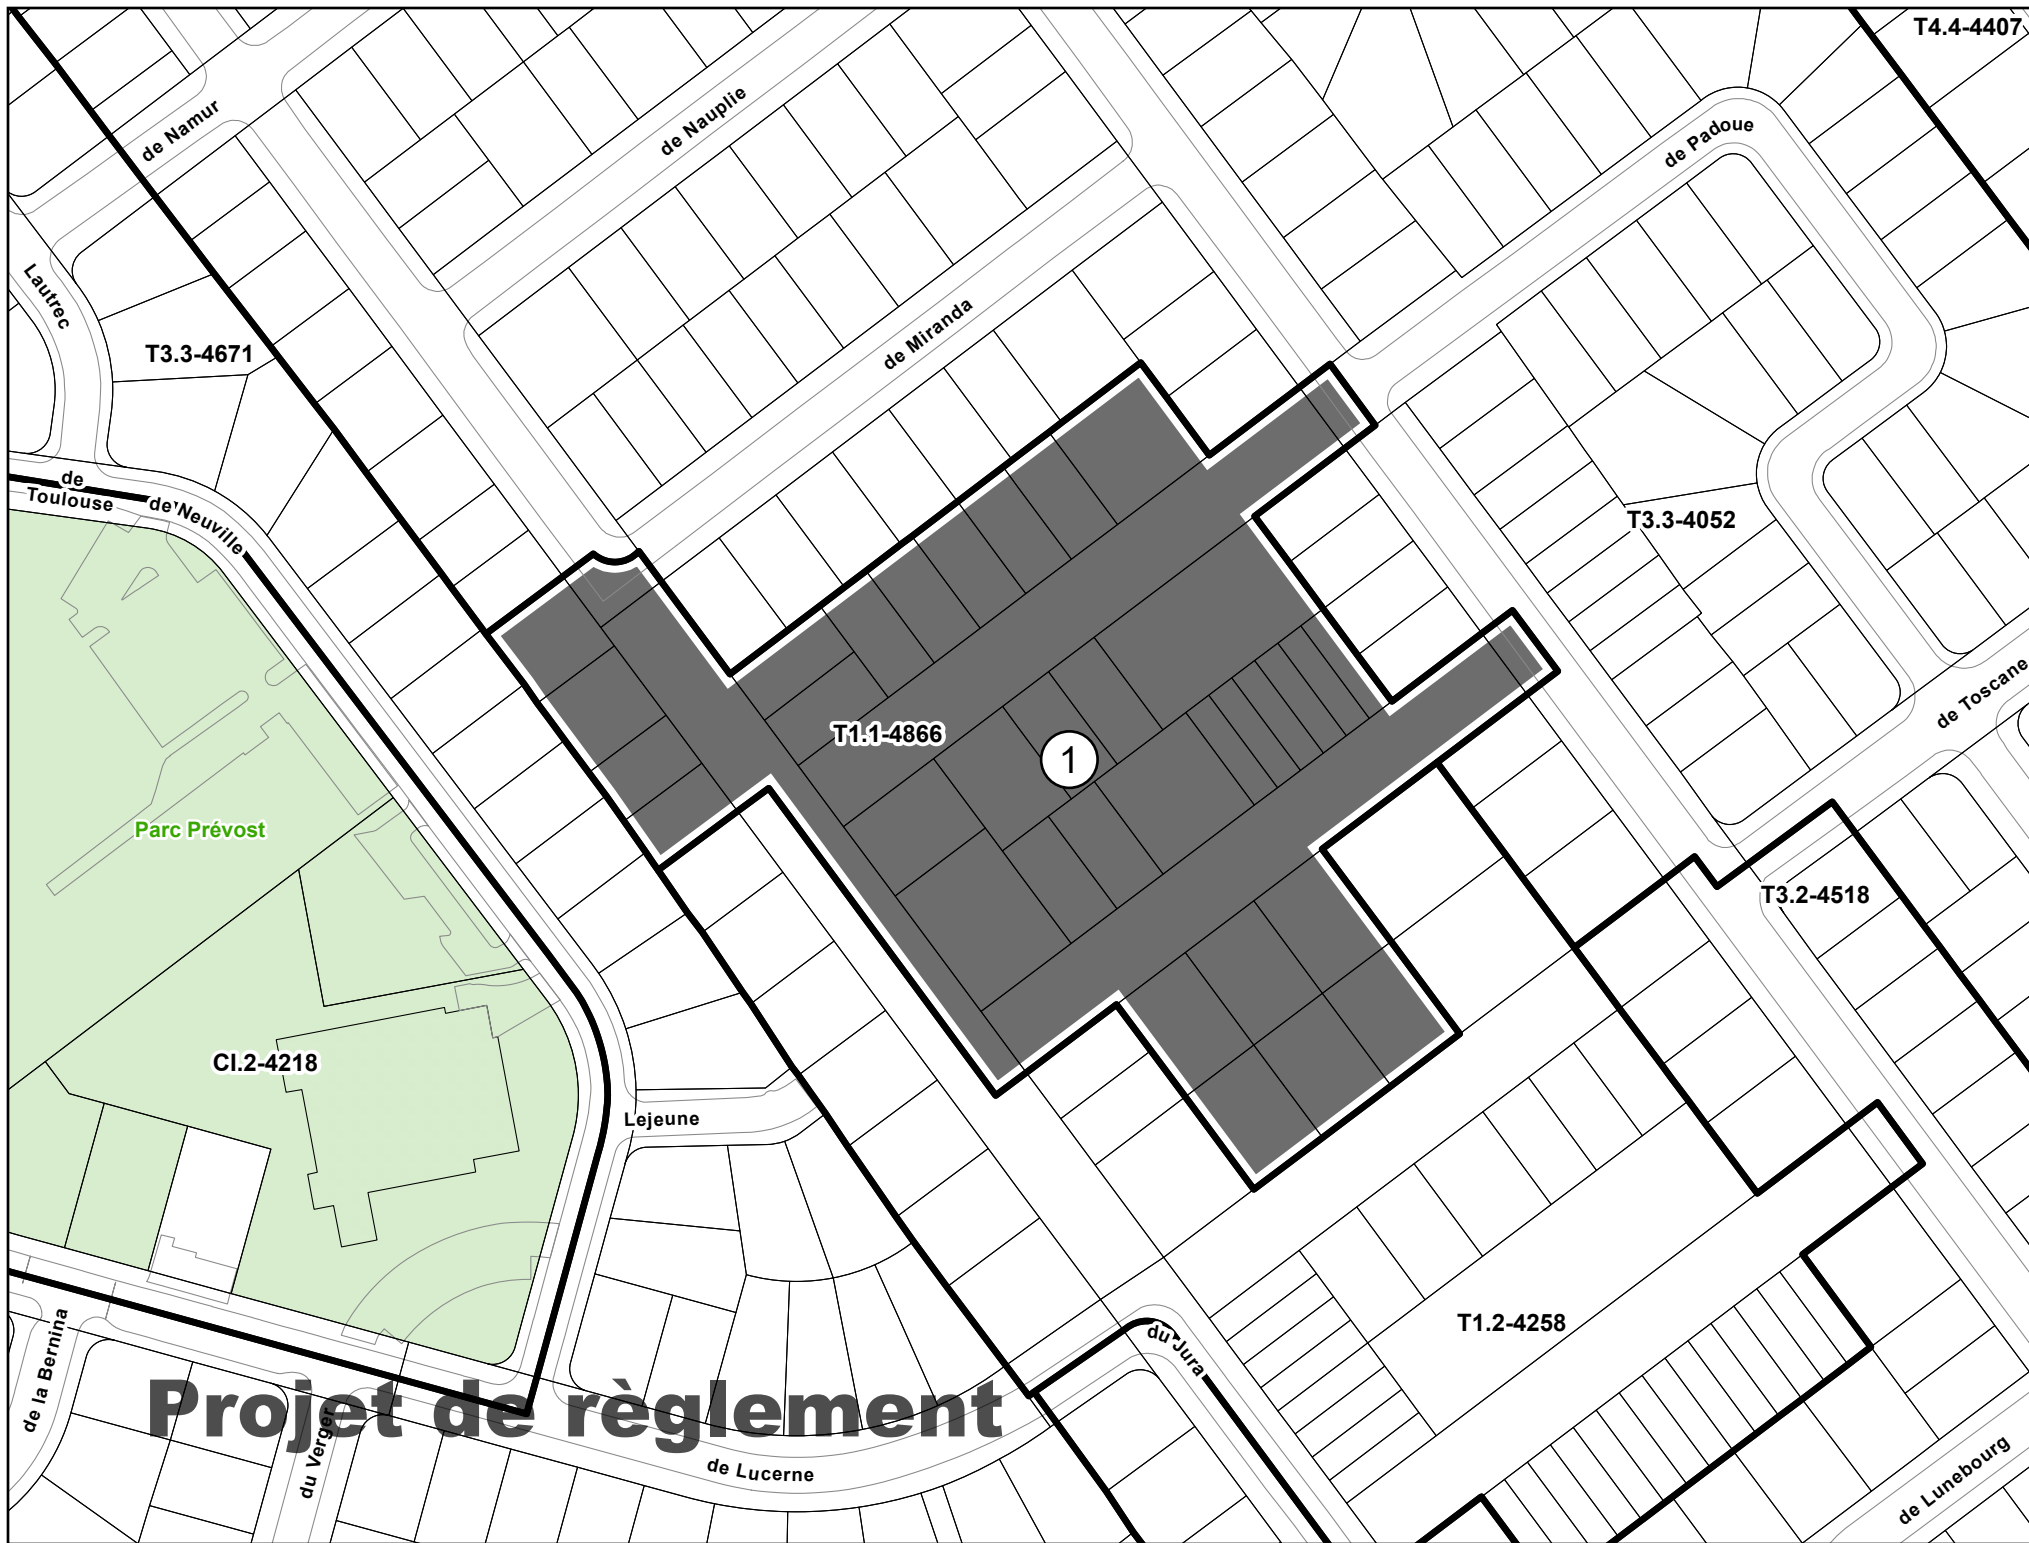 T4.4-4407
de Namur
de Nauplie
de Padoue
Lautrec
de Miranda
T3.3-4671
de
Toulouse
de Neuville
T3.3-4052
de Toscane
T1.1-4866
1
Parc Prévost
T3.2-4518
CI.2-4218
Lejeune
T1.2-4258
du Jura
de la Bernina
Projet de règlement
du Verger
de Lucerne
de Lunebourg